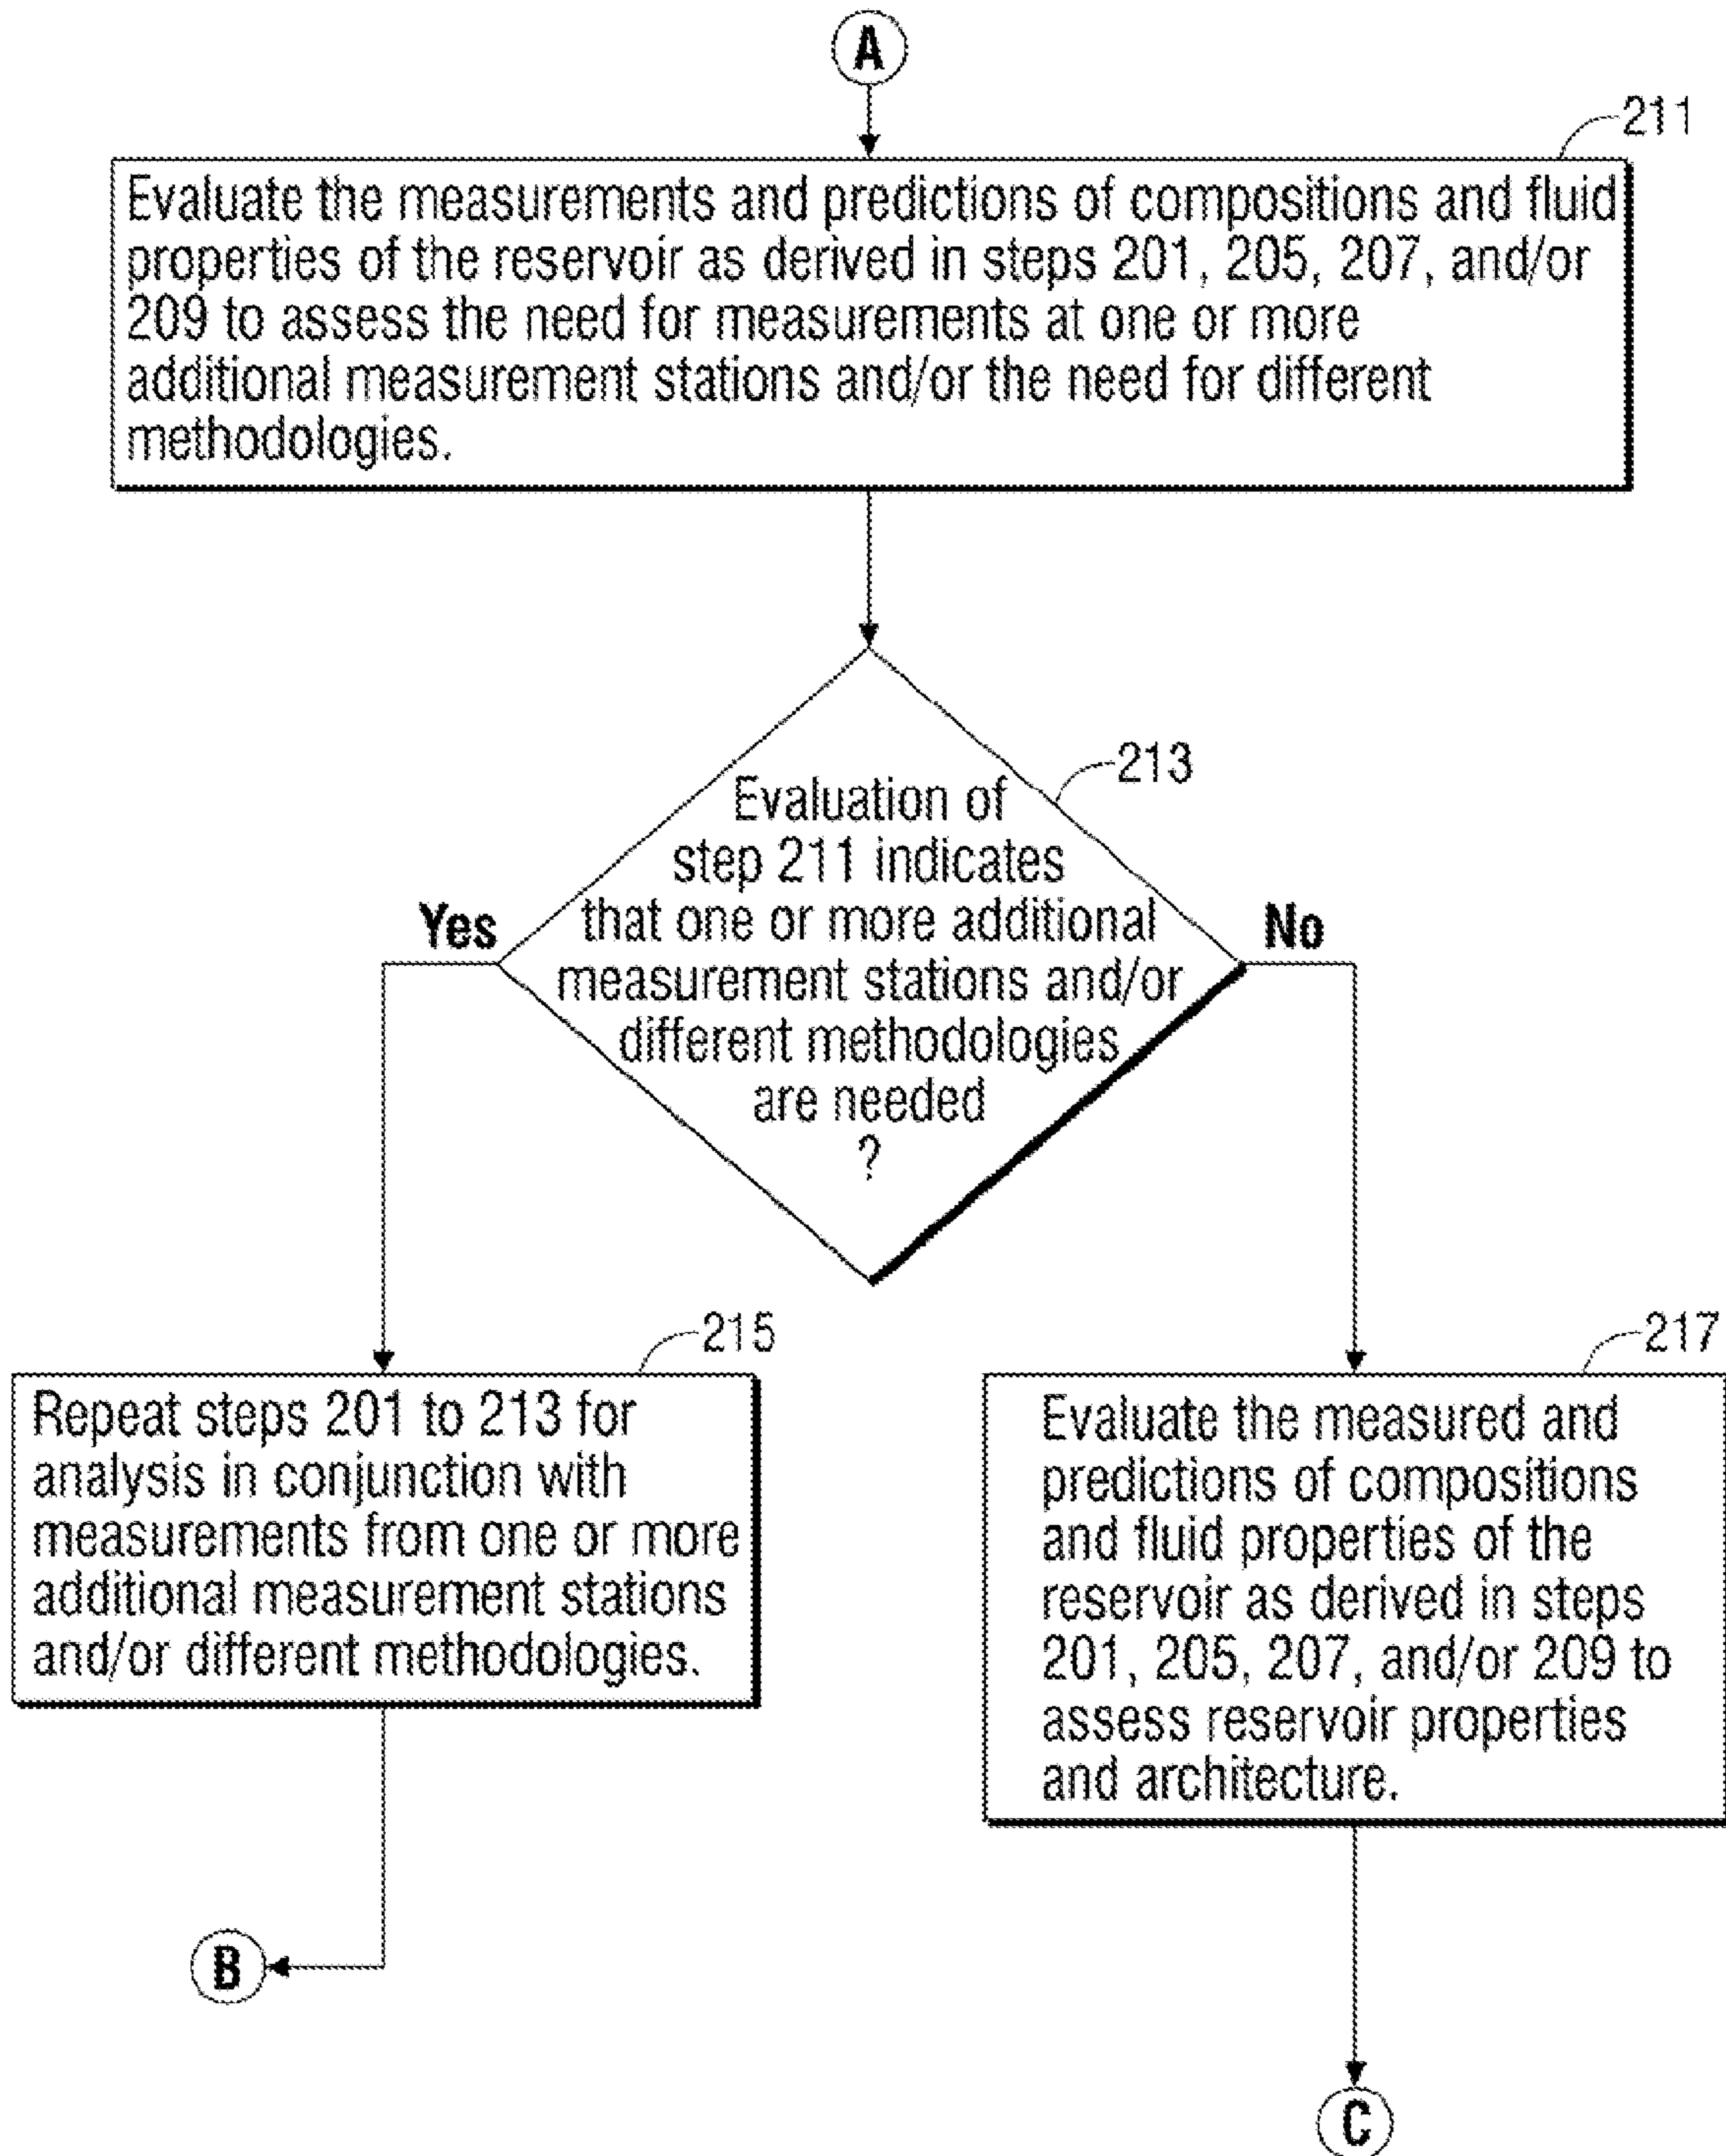 A
211
Evaluate the measurements and predictions of compositions and fluid
properties of the reservoir as derived in steps 201, 205, 207, and/or
209 to assess the need for measurements at one or more
additional measurement stations and/or the need for different
methodologies.
213
Evaluation of
step 211 indicates
that one or more additional
measurement stations and/or
different methodologies
are needed
?
Yes
No
215
Repeat steps 201 to 213 for
analysis in conjunction with
measurements from one or more
additional measurement stations
and/or different methodologies.
217
Evaluate the measured and
predictions of compositions
and fluid properties of the
reservoir as derived in steps
201, 205, 207, and/or 209 to
assess reservoir properties
and architecture.
B
C